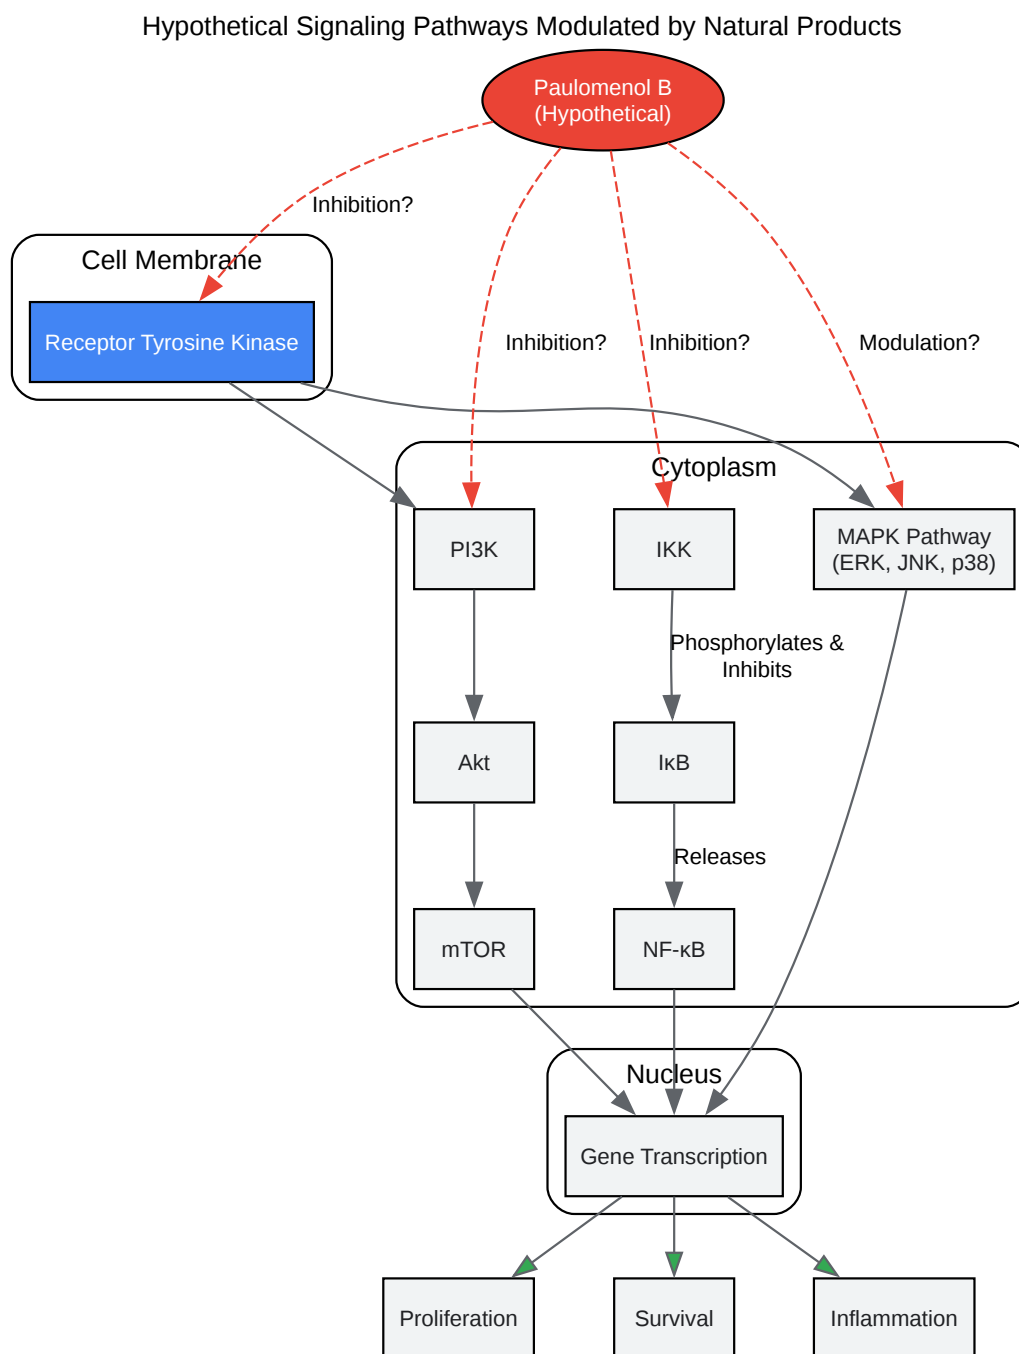 Hypothetical Signaling Pathways Modulated by Natural Products
Paulomenol B
(Hypothetical)
Inhibition?
Cell Membrane
Receptor Tyrosine Kinase
Inhibition?
Inhibition?
Modulation?
Cytoplasm
PI3K
IKK
MAPK Pathway
(ERK, JNK, p38)
Phosphorylates &
Inhibits
Akt
IκB
Releases
mTOR
NF-κB
Nucleus
Gene Transcription
Proliferation
Survival
Inflammation